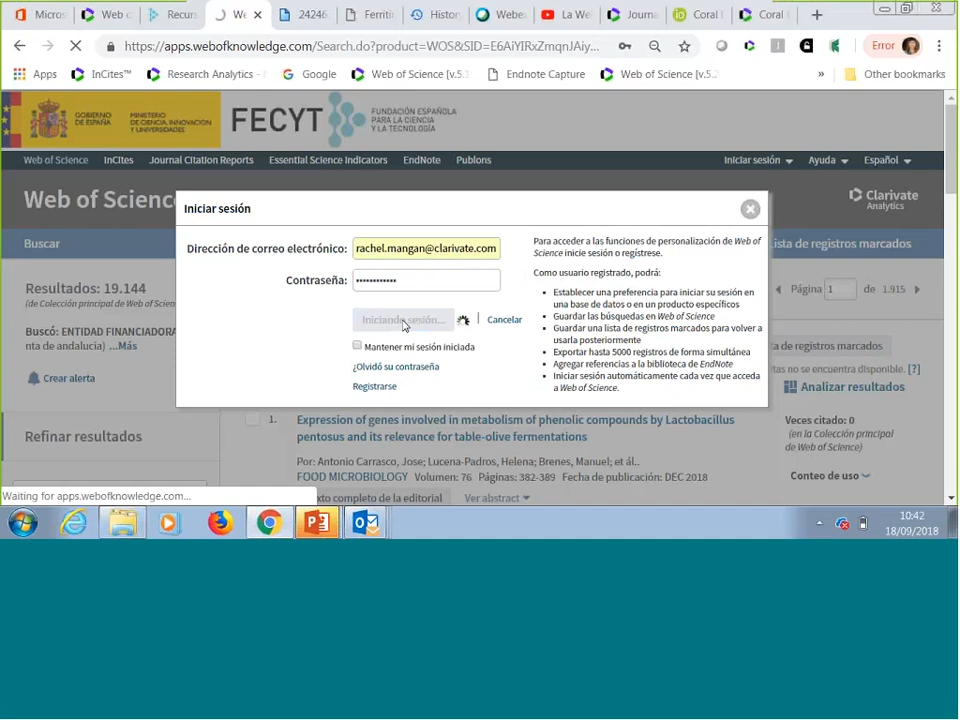 Micros
Web o
Recurs
We
24246
Ferriti
Histor
Webex
La We
Journa
Coral
Coral
https://apps.webofknowledge.com/Search.do?product=WOS&SID=E6AiYIRxZmqnJAiy...
Error
Apps
InCites™
Research Analytics -
Google
Web of Science [v.5.
Endnote Capture
Web of Science [v.5.2
»
Other bookmarks
GOBIERNO
DE ESPAÑA
MINISTERIO
DE CIENCIA, INNOVACIÓN
Y UNIVERSIDADES
FECYT
FUNDACIÓN ESPAÑOLA
PARA LA CIENCIA
Y LA TECNOLOGÍA
Web of Science InCites Journal Citation Reports Essential Science Indicators EndNote Publons Iniciar sesión Ayuda Español
Web of Scienc
Clarivate
Analytics
Buscar
ista de registros marcados
Iniciar sesión
Dirección de correo electrónico: rachel.mangan@clarivate.com
Contraseña: ••••••••••••
Iniciando sesión... | Cancelar
Mantener mi sesión iniciada
¿Olvidó su contraseña
Registrarse
Para acceder a las funciones de personalización de Web of
Science inicie sesión o regístrese.
Como usuario registrado, podrá:
• Establecer una preferencia para iniciar su sesión en
una base de datos o en un producto específicos
• Guardar las búsquedas en Web of Science
• Guardar una lista de registros marcados para volver a
usarla posteriormente
• Exportar hasta 5000 registros de forma simultánea
• Agregar referencias a la biblioteca de EndNote
• Iniciar sesión automáticamente cada vez que acceda
a Web of Science.
Resultados: 19.144
(de Colección principal de Web of Scien
Buscó: ENTIDAD FINANCIADORA
nta de andalucia) ...Más
Crear alerta
Refinar resultados
Página 1 de 1.915
a de registros marcados
tas no se encuentra disponible. [?]
Analizar resultados
1.
Expression of genes involved in metabolism of phenolic compounds by Lactobacillus
pentosus and its relevance for table-olive fermentations
Por: Antonio Carrasco, Jose; Lucena-Padros, Helena; Brenes, Manuel; et ál..
FOOD MICROBIOLOGY Volumen: 76 Páginas: 382-389 Fecha de publicación: DEC 2018
exto completo de la editorial
Ver abstract
Veces citado: 0
(en la Colección principal
de Web of Science)
Conteo de uso
Waiting for apps.webofknowledge.com...
10:42
18/09/2018